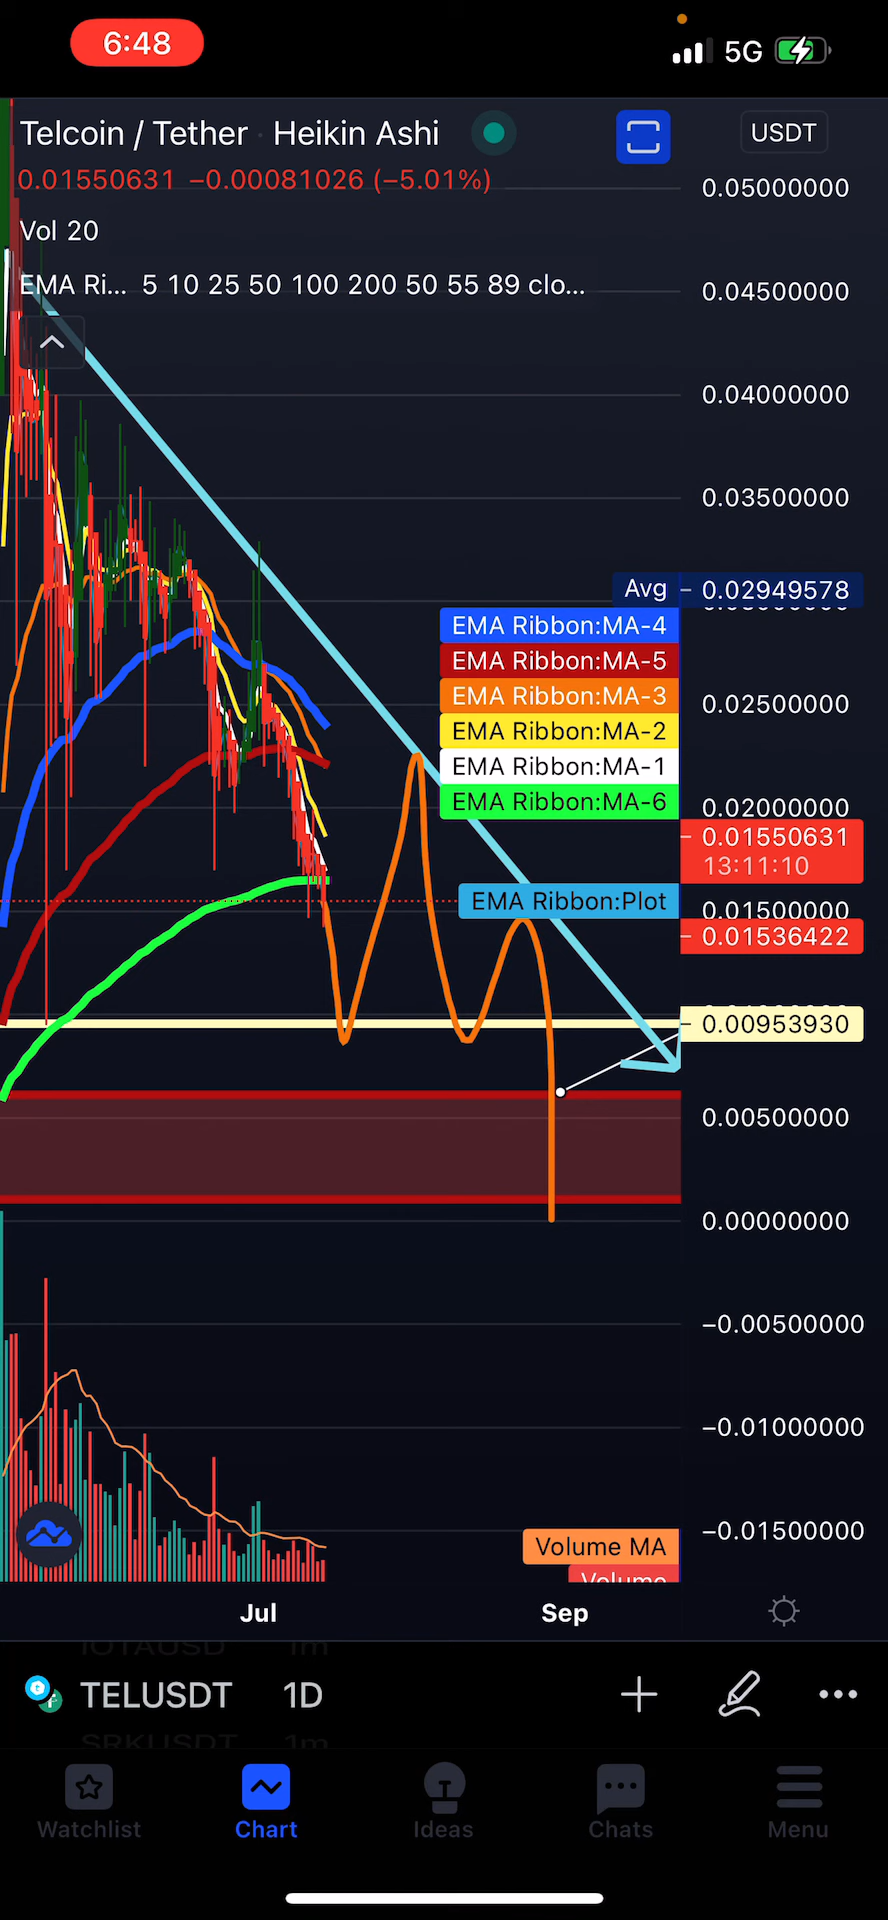 6:48
5G
Telcoin / Tether · Heikin Ashi
USDT
0.01550631 −0.00081026 (−5.01%)
0.05000000
Vol 20
EMA Ri... 5 10 25 50 100 200 50 55 89 clo...
0.04500000
0.04000000
0.03500000
Avg
0.02949578
EMA Ribbon:MA-4
EMA Ribbon:MA-5
EMA Ribbon:MA-3
0.02500000
EMA Ribbon:MA-2
EMA Ribbon:MA-1
EMA Ribbon:MA-6
0.02000000
0.01550631
13:11:10
EMA Ribbon:Plot
0.01500000
0.01536422
0.00953930
0.00500000
0.00000000
−0.00500000
−0.01000000
−0.01500000
Volume MA
Volume
Jul
Sep
IOTAUSD 1m
TELUSDT 1D
SRKUSDT 1m
Watchlist
Chart
Ideas
Chats
Menu